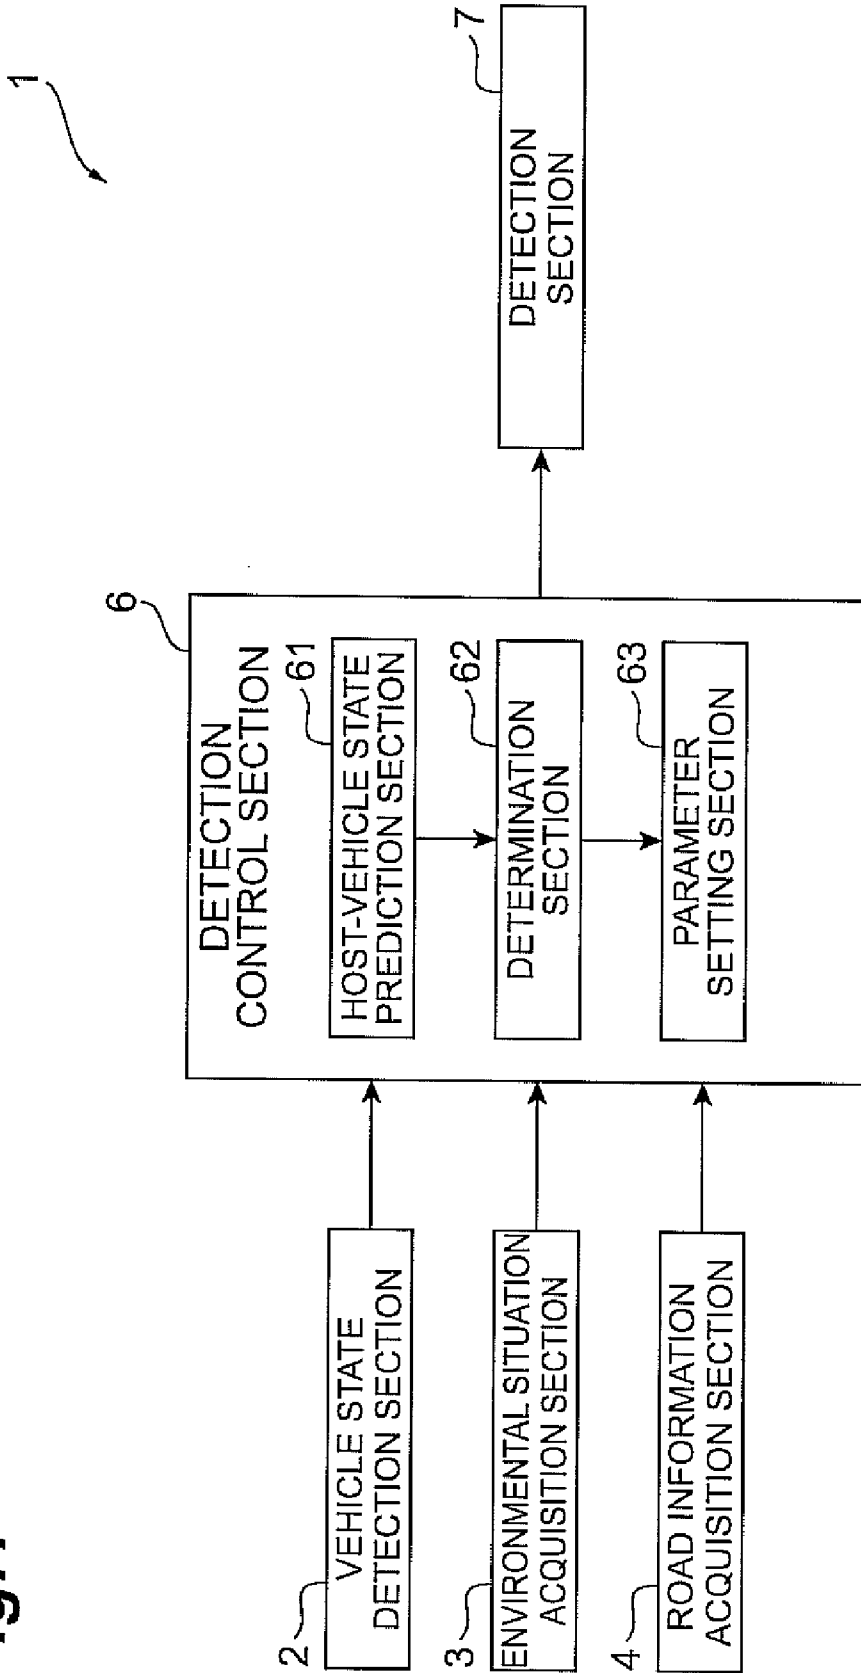 1
2
VEHICLE STATE
DETECTION SECTION
3
ENVIRONMENTAL SITUATION
ACQUISITION SECTION
4
ROAD INFORMATION
ACQUISITION SECTION
6
DETECTION
CONTROL SECTION
61
HOST-VEHICLE STATE
PREDICTION SECTION
62
DETERMINATION
SECTION
63
PARAMETER
SETTING SECTION
7
DETECTION
SECTION